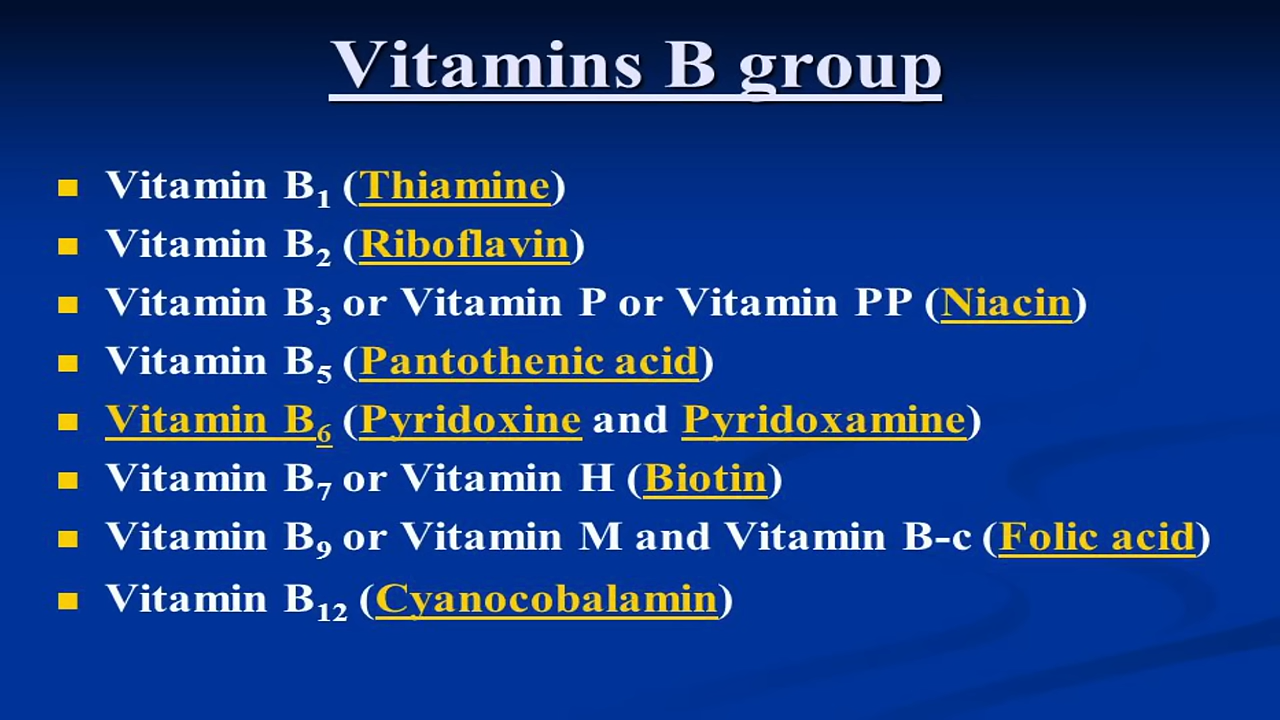 Vitamins B group
Vitamin B₁ (Thiamine)
Vitamin B₂ (Riboflavin)
Vitamin B₃ or Vitamin P or Vitamin PP (Niacin)
Vitamin B₅ (Pantothenic acid)
Vitamin B₆ (Pyridoxine and Pyridoxamine)
Vitamin B₇ or Vitamin H (Biotin)
Vitamin B₉ or Vitamin M and Vitamin B-c (Folic acid)
Vitamin B₁₂ (Cyanocobalamin)